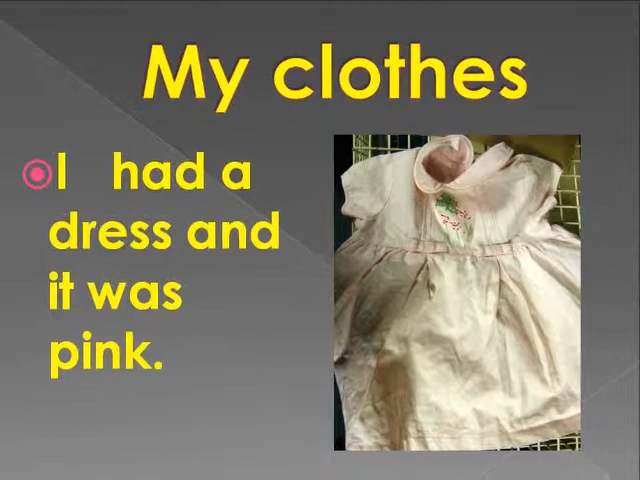 My clothes
I had a
dress and
it was
pink.